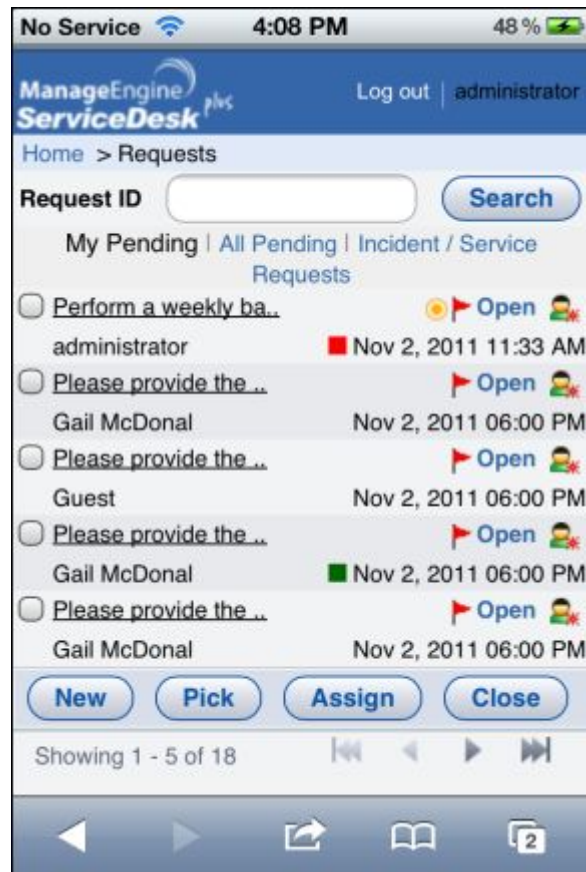 No Service 4:08 PM 48 %
ManageEngine
ServiceDesk plus
Log out | administrator
Home > Requests
Request ID Search
My Pending | All Pending | Incident / Service
Requests
Perform a weekly ba.. Open
administrator Nov 2, 2011 11:33 AM
Please provide the .. Open
Gail McDonal Nov 2, 2011 06:00 PM
Please provide the .. Open
Guest Nov 2, 2011 06:00 PM
Please provide the .. Open
Gail McDonal Nov 2, 2011 06:00 PM
Please provide the .. Open
Gail McDonal Nov 2, 2011 06:00 PM
New Pick Assign Close
Showing 1 - 5 of 18
2